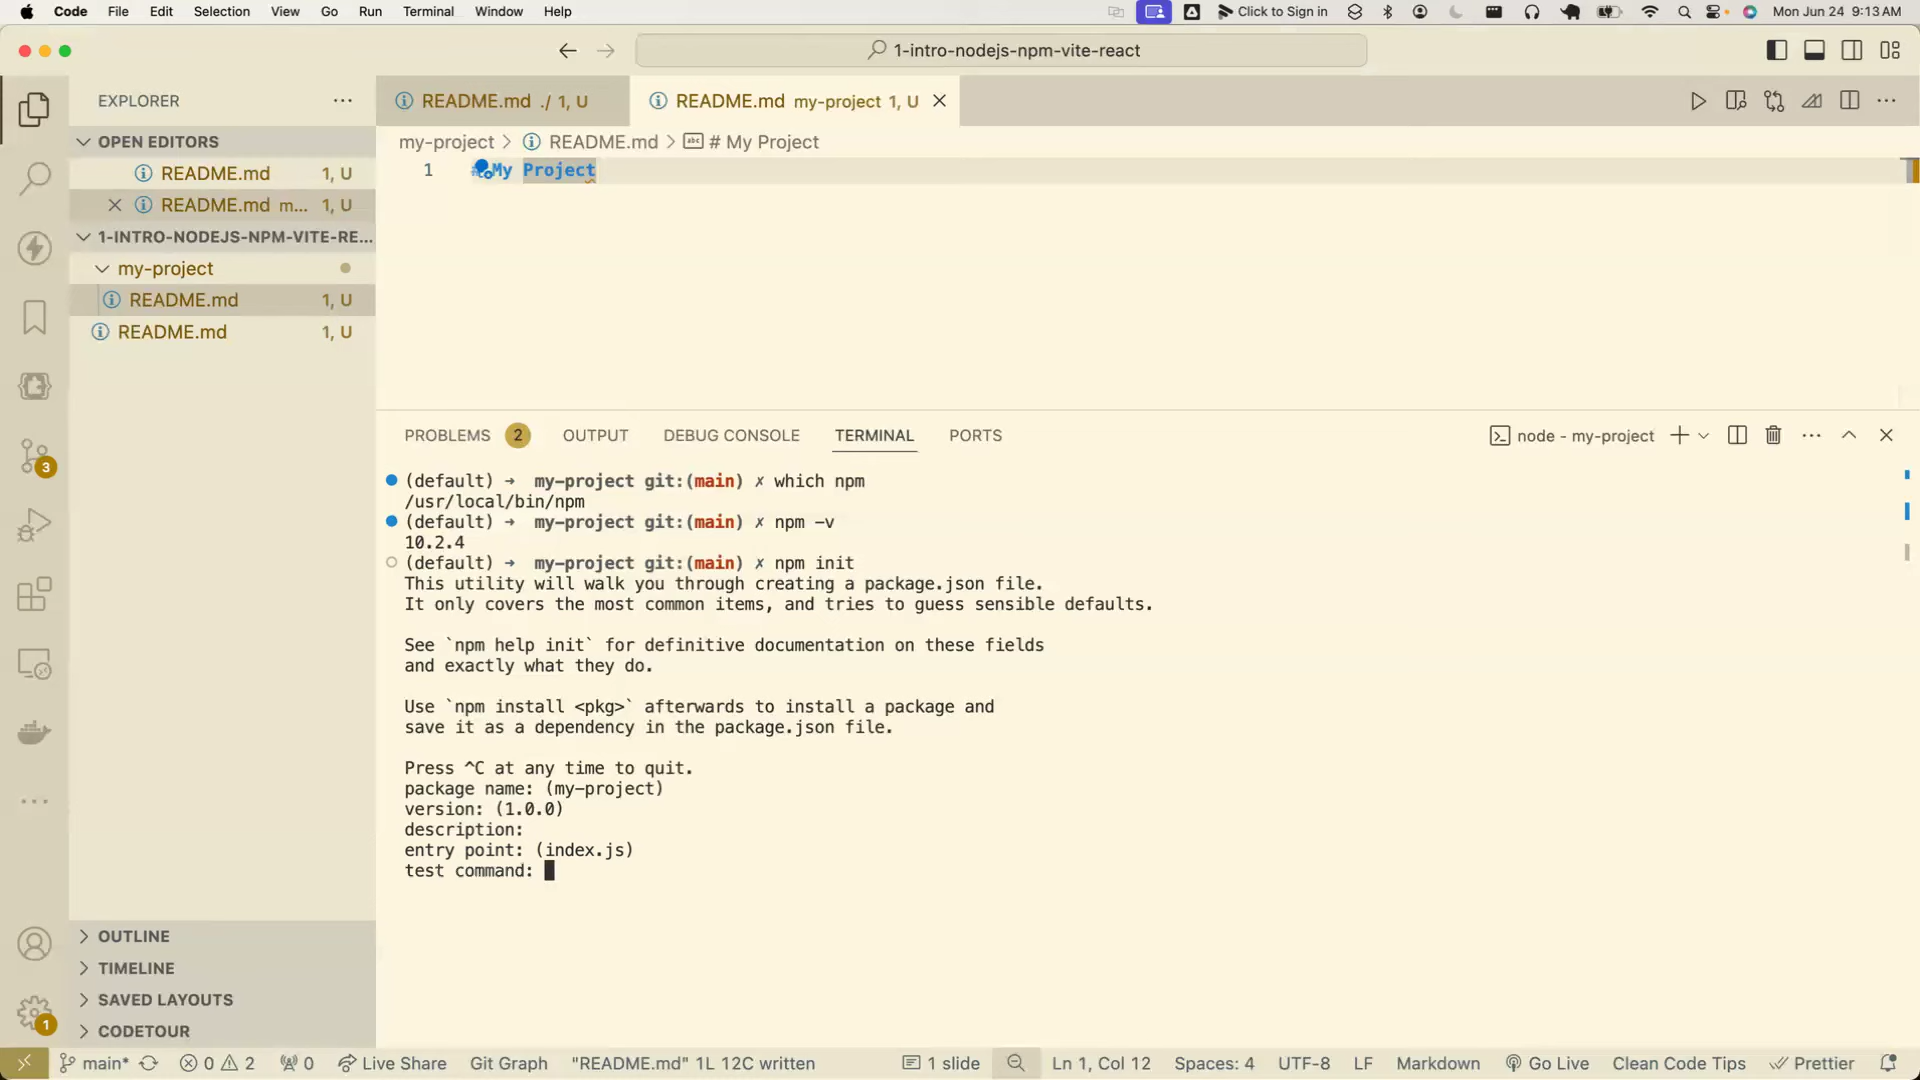 Code File Edit Selection View Go Run Terminal Window Help Click to Sign in Mon Jun 24 9:13 AM
1-intro-nodejs-npm-vite-react
EXPLORER
README.md ./ 1, U
README.md my-project 1, U
OPEN EDITORS
my-project > README.md > # My Project
README.md 1, U
1 # My Project
README.md m... 1, U
1-INTRO-NODEJS-NPM-VITE-RE...
my-project
README.md 1, U
README.md 1, U
PROBLEMS 2 OUTPUT DEBUG CONSOLE TERMINAL PORTS
node - my-project
(default) → my-project git:(main) ✗ which npm
/usr/local/bin/npm
(default) → my-project git:(main) ✗ npm -v
10.2.4
(default) → my-project git:(main) ✗ npm init
This utility will walk you through creating a package.json file.
It only covers the most common items, and tries to guess sensible defaults.
See `npm help init` for definitive documentation on these fields
and exactly what they do.
Use `npm install <pkg>` afterwards to install a package and
save it as a dependency in the package.json file.
Press ^C at any time to quit.
package name: (my-project)
version: (1.0.0)
description:
entry point: (index.js)
test command:
3
1
OUTLINE
TIMELINE
SAVED LAYOUTS
CODETOUR
main* 0 2 0 Live Share Git Graph "README.md" 1L 12C written 1 slide Ln 1, Col 12 Spaces: 4 UTF-8 LF Markdown Go Live Clean Code Tips Prettier